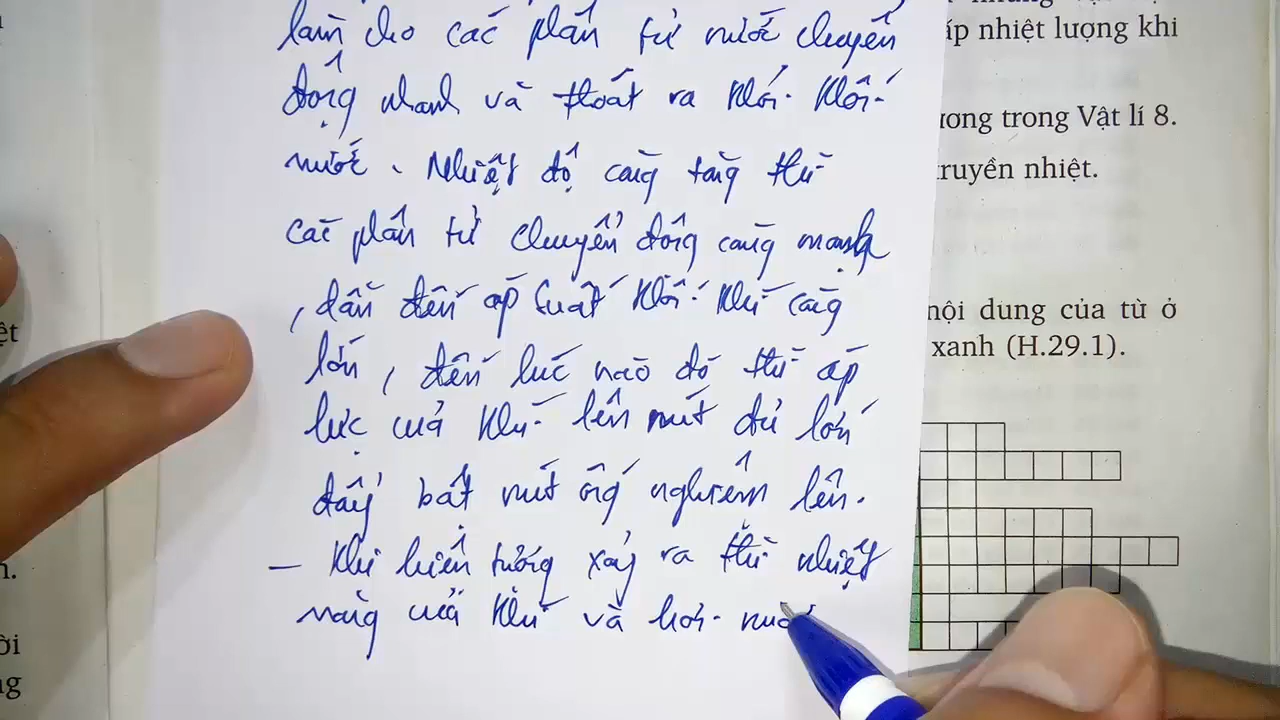 làm cho các phân tử nước chuyển
động nhanh và thoát ra khỏi khối
nước. Nhiệt độ càng tăng thì
các phân tử chuyển động càng mạnh
, dẫn đến áp suất khối khí càng
lớn, đến lúc nào đó thì áp
lực của khí lên nút đủ lớn
đẩy bật nút ống nghiệm lên.
- Khi hiện tượng xảy ra thì nhiệt
năng của khí và hơi nước
ấp nhiệt lượng khi
ương trong Vật lí 8.
truyền nhiệt.
nội dung của từ ở
xanh (H.29.1).